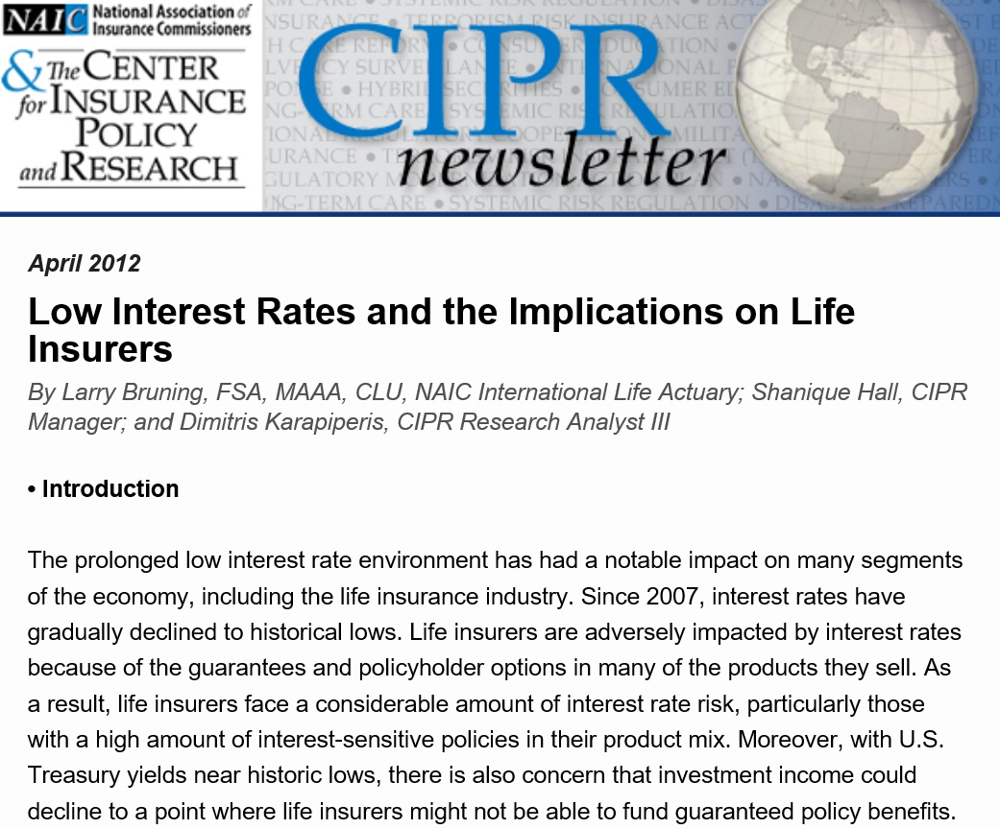 NAIC National Association of
Insurance Commissioners
& The CENTER
for INSURANCE
POLICY
and RESEARCH
CIPR
newsletter
April 2012
Low Interest Rates and the Implications on Life
Insurers
By Larry Bruning, FSA, MAAA, CLU, NAIC International Life Actuary; Shanique Hall, CIPR
Manager; and Dimitris Karapiperis, CIPR Research Analyst III
• Introduction
The prolonged low interest rate environment has had a notable impact on many segments
of the economy, including the life insurance industry. Since 2007, interest rates have
gradually declined to historical lows. Life insurers are adversely impacted by interest rates
because of the guarantees and policyholder options in many of the products they sell. As
a result, life insurers face a considerable amount of interest rate risk, particularly those
with a high amount of interest-sensitive policies in their product mix. Moreover, with U.S.
Treasury yields near historic lows, there is also concern that investment income could
decline to a point where life insurers might not be able to fund guaranteed policy benefits.